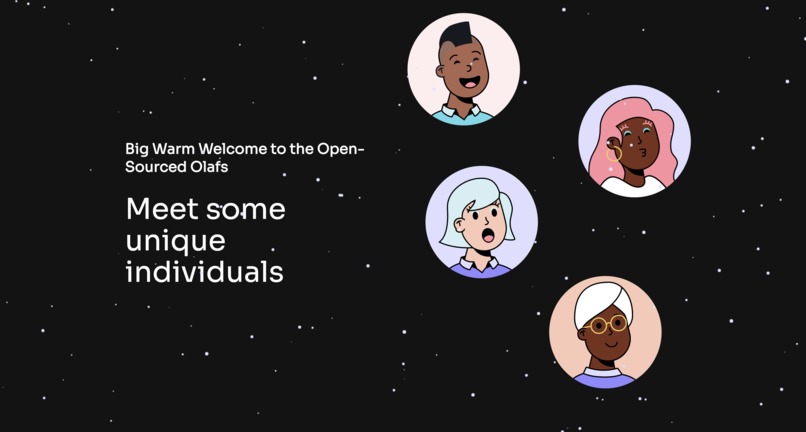 Big Warm Welcome to the Open-
Sourced Olafs
Meet some
unique
individuals